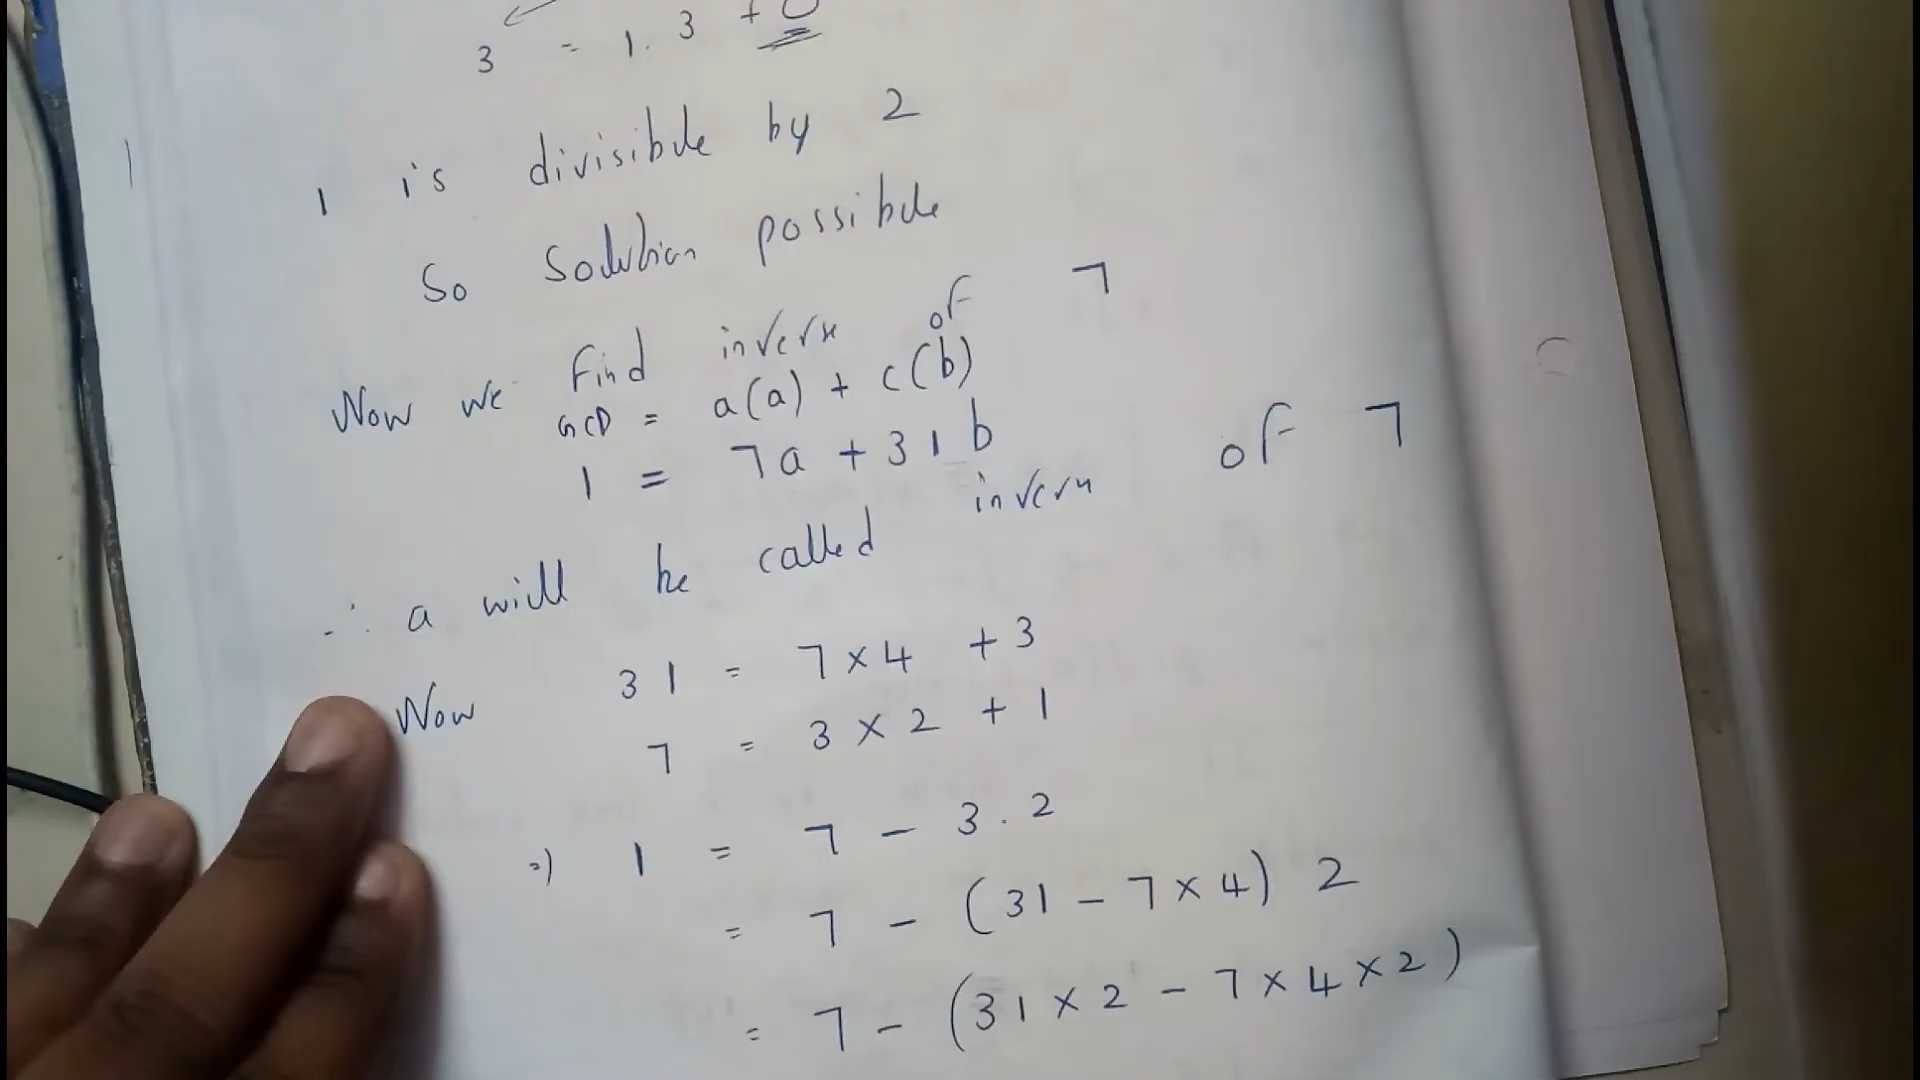 3 = 1. 3 + 0
1 is divisible by 2
So Solution possible
Now we find inverse of 7
GCD = a(a) + c(b)
1 = 7a + 31b
∴ a will be called inverse of 7
Now 31 = 7 × 4 + 3
7 = 3 × 2 + 1
=) 1 = 7 - 3 . 2
= 7 - (31 - 7 × 4) 2
= 7 - (31 × 2 - 7 × 4 × 2)